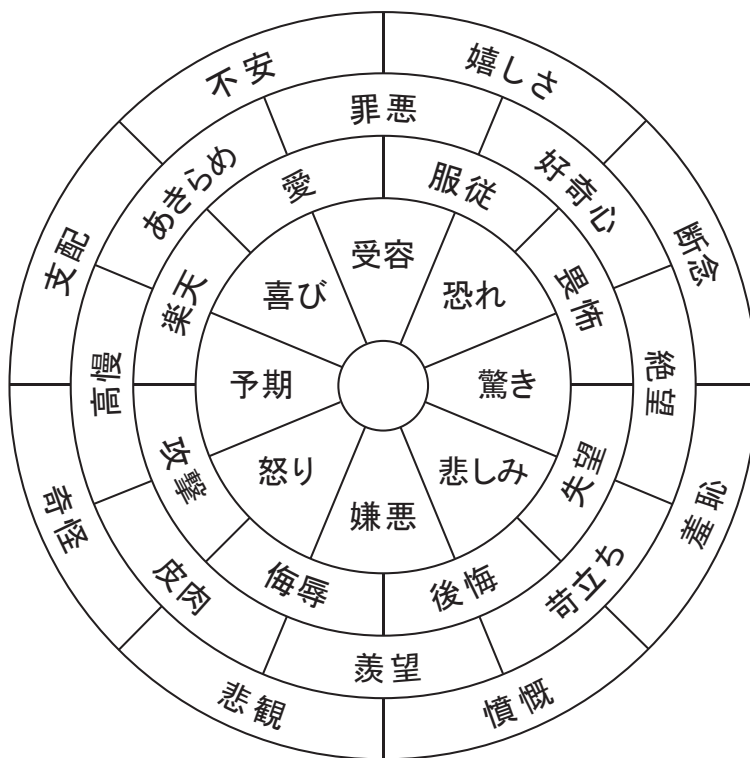 不安
嬉しさ
断念
羞恥
憤慨
悲観
奇怪
支配
罪悪
好奇心
絶望
苛立ち
羨望
皮肉
高慢
あきらめ
愛
服従
畏怖
失望
後悔
侮辱
攻撃
楽天
受容
恐れ
驚き
悲しみ
嫌悪
怒り
予期
喜び